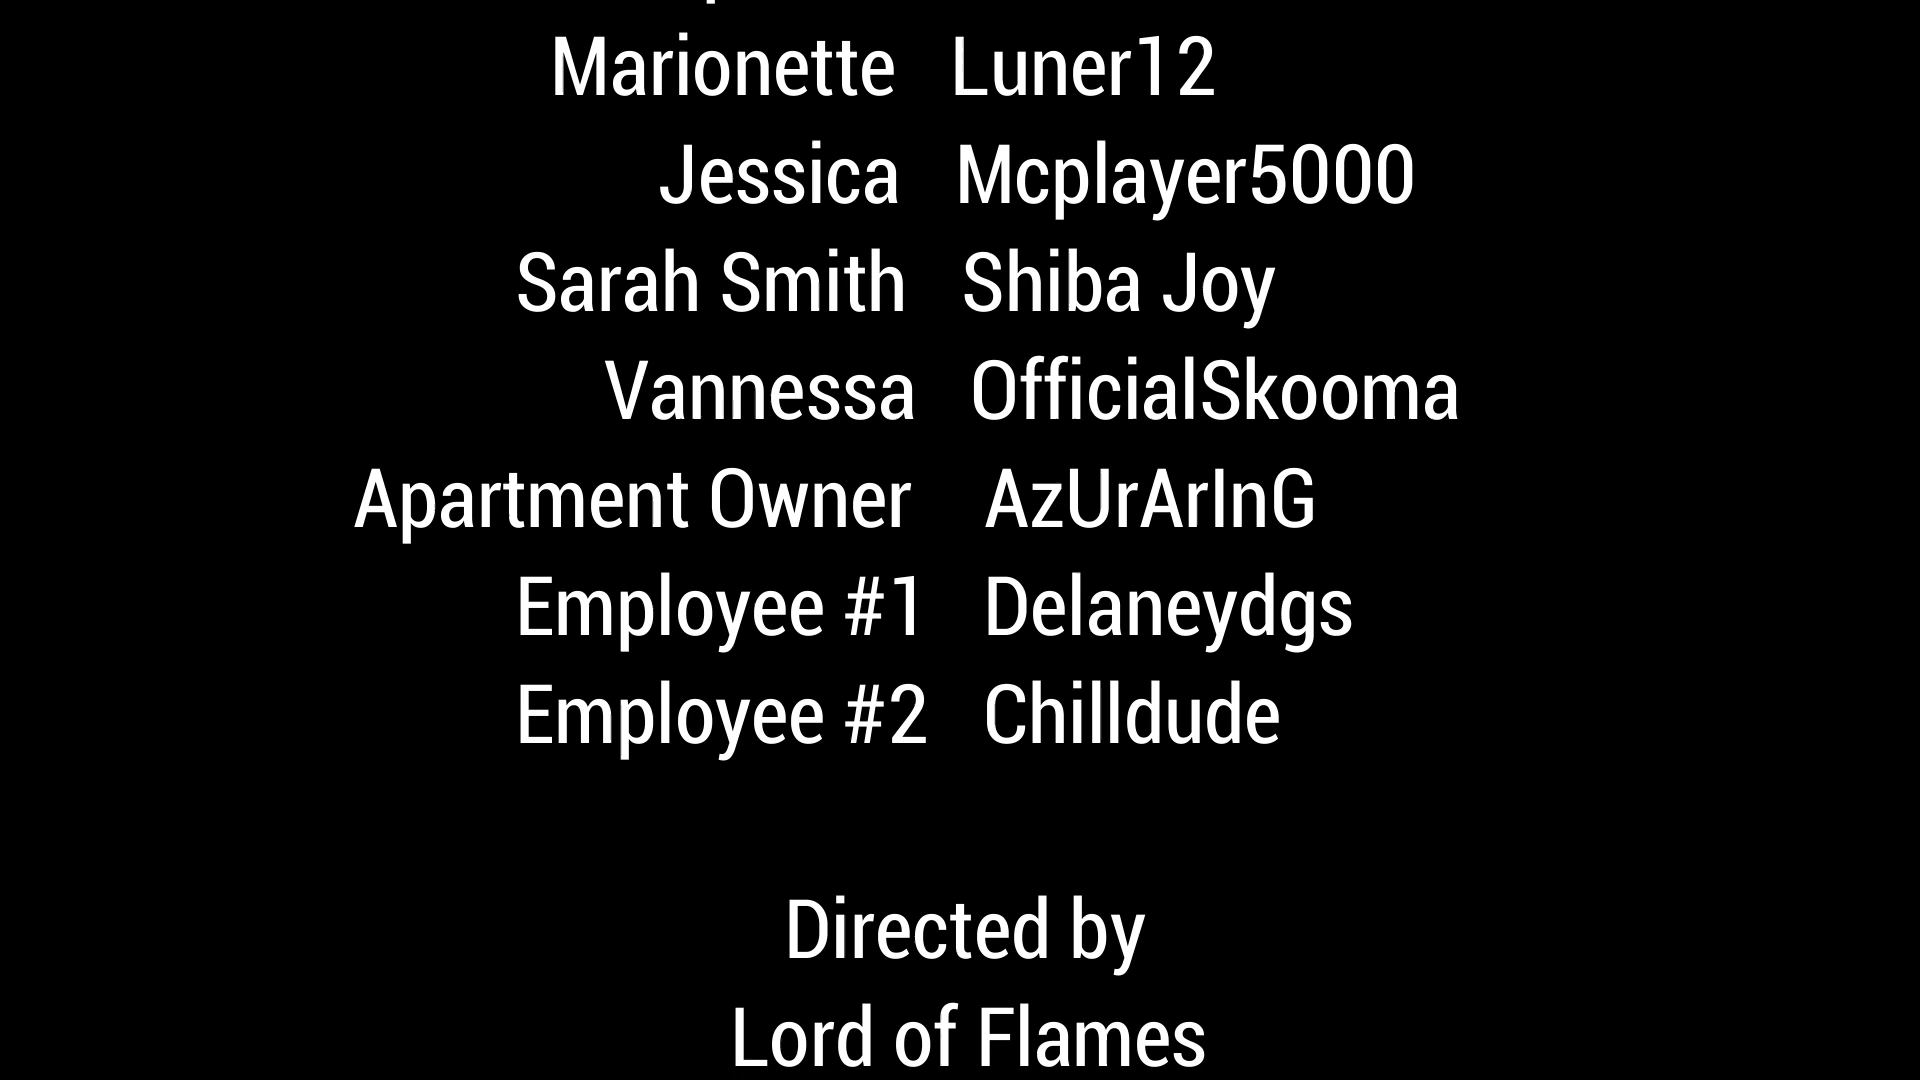 Marionette Luner12
Jessica Mcplayer5000
Sarah Smith Shiba Joy
Vannessa OfficialSkooma
Apartment Owner AzUrArInG
Employee #1 Delaneydgs
Employee #2 Chilldude
Directed by
Lord of Flames